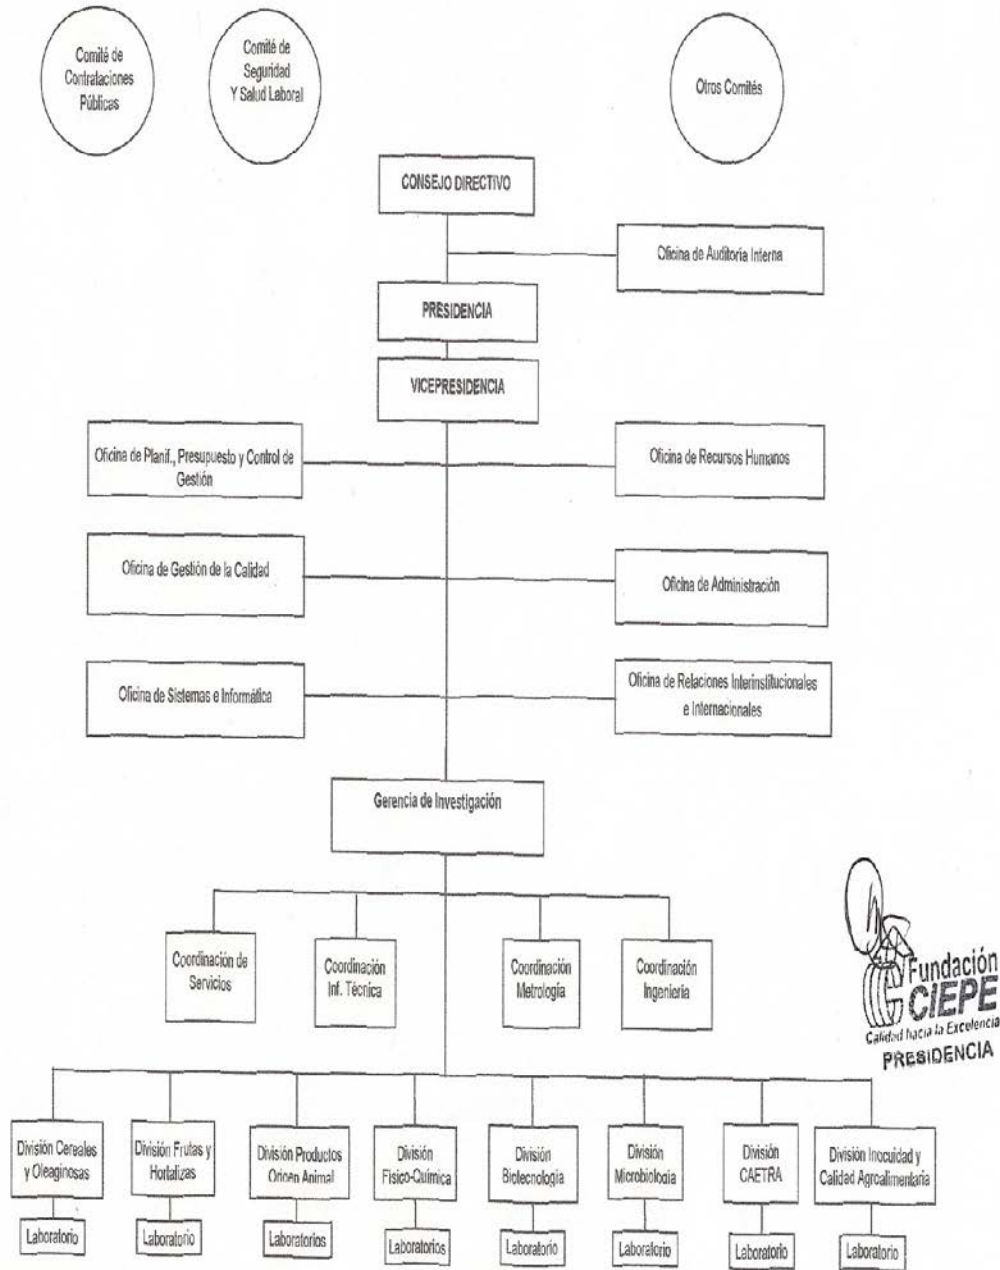 Comité de
Contrataciones
Públicas
Comité de
Seguridad
Y Salud Laboral
Otros Comités
CONSEJO DIRECTIVO
Oficina de Auditoría Interna
PRESIDENCIA
VICEPRESIDENCIA
Oficina de Planif., Presupuesto y Control de
Gestión
Oficina de Recursos Humanos
Oficina de Gestión de la Calidad
Oficina de Administración
Oficina de Sistemas e Informática
Oficina de Relaciones Interinstitucionales
e Internacionales
Gerencia de Investigación
Coordinación de
Servicios
Coordinación
Inf. Técnica
Coordinación
Metrología
Coordinación
Ingeniería
Fundación
CIEPE
Calidad hacia la Excelencia
PRESIDENCIA
División Cereales
y Oleaginosas
División Frutas y
Hortalizas
División Productos
Origen Animal
División
Físico-Química
División
Biotecnología
División
Microbiología
División
CAETRA
División Inocuidad y
Calidad Agroalimentaria
Laboratorio
Laboratorio
Laboratorios
Laboratorios
Laboratorio
Laboratorio
Laboratorio
Laboratorio